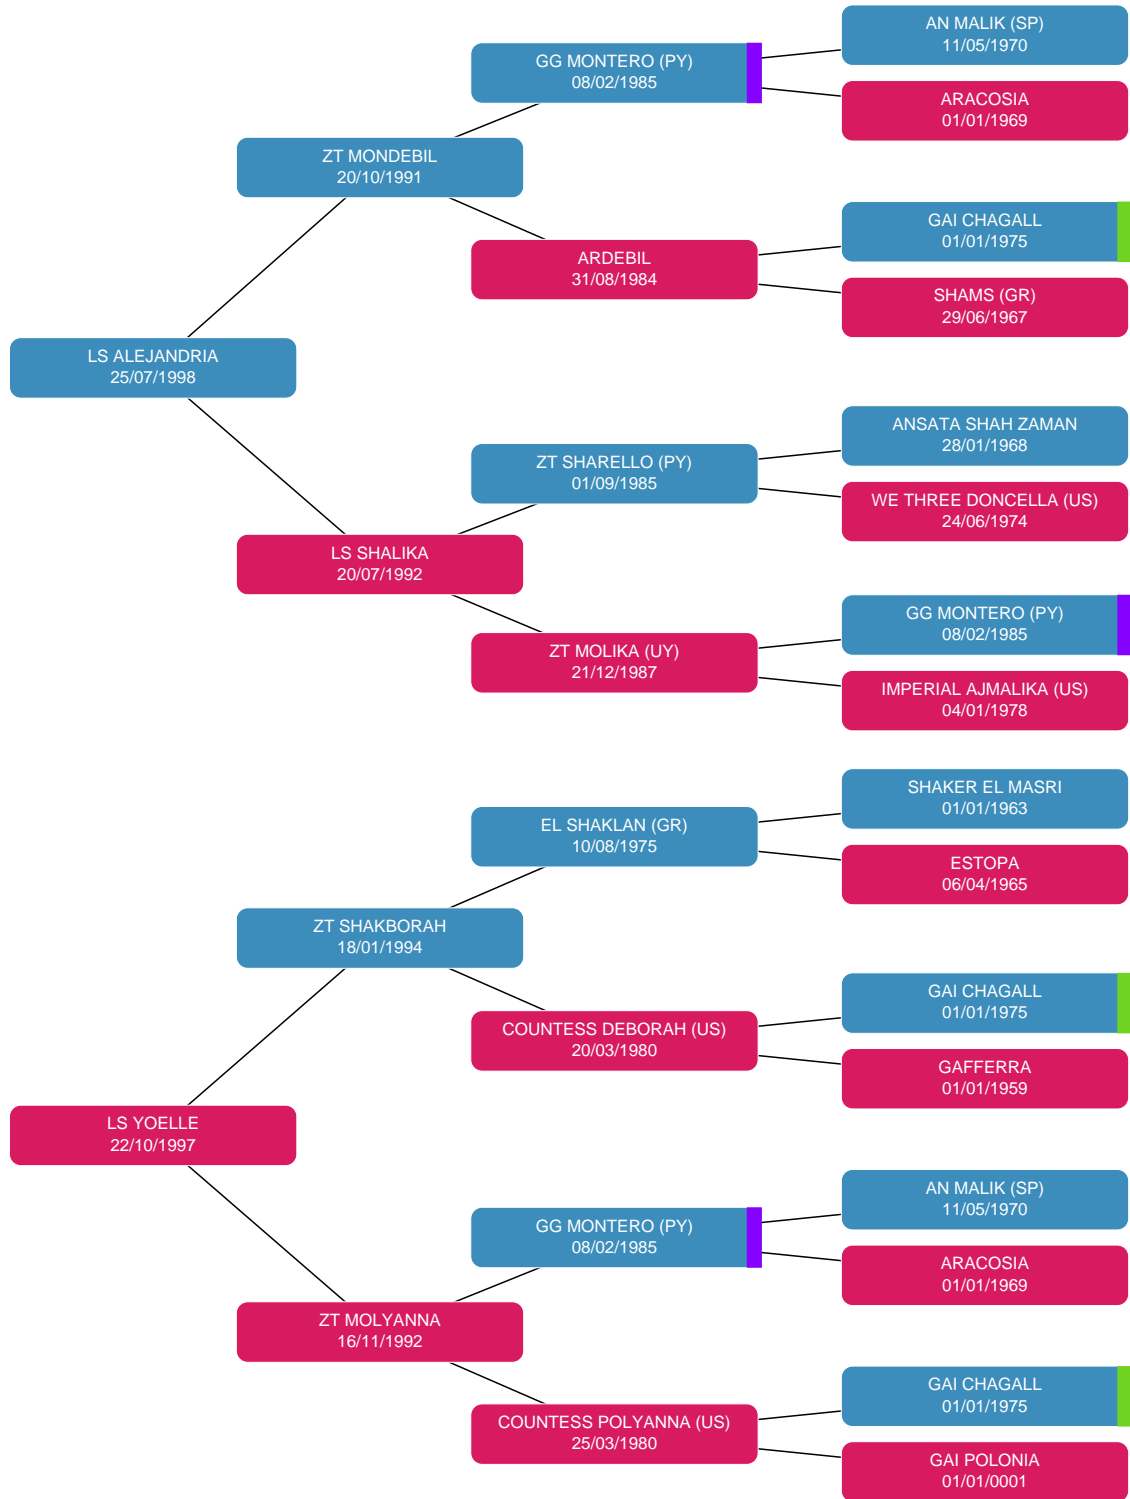 AN MALIK (SP)
11/05/1970
GG MONTERO (PY)
08/02/1985
ARACOSIA
01/01/1969
ZT MONDEBIL
20/10/1991
GAI CHAGALL
01/01/1975
ARDEBIL
31/08/1984
SHAMS (GR)
29/06/1967
LS ALEJANDRIA
25/07/1998
ANSATA SHAH ZAMAN
28/01/1968
ZT SHARELLO (PY)
01/09/1985
WE THREE DONCELLA (US)
24/06/1974
LS SHALIKA
20/07/1992
GG MONTERO (PY)
08/02/1985
ZT MOLIKA (UY)
21/12/1987
IMPERIAL AJMALIKA (US)
04/01/1978
SHAKER EL MASRI
01/01/1963
EL SHAKLAN (GR)
10/08/1975
ESTOPA
06/04/1965
ZT SHAKBORAH
18/01/1994
GAI CHAGALL
01/01/1975
COUNTESS DEBORAH (US)
20/03/1980
GAFFERRA
01/01/1959
LS YOELLE
22/10/1997
AN MALIK (SP)
11/05/1970
GG MONTERO (PY)
08/02/1985
ARACOSIA
01/01/1969
ZT MOLYANNA
16/11/1992
GAI CHAGALL
01/01/1975
COUNTESS POLYANNA (US)
25/03/1980
GAI POLONIA
01/01/0001